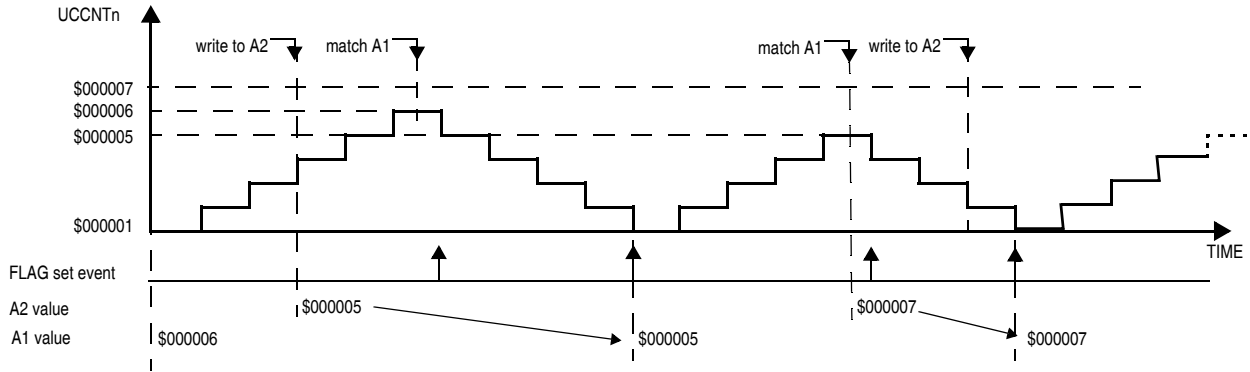 UCCNTn
write to A2
match A1
match A1
write to A2
$000007
$000006
$000005
$000001
TIME
FLAG set event
A2 value
$000005
$000007
A1 value
$000006
$000005
$000007